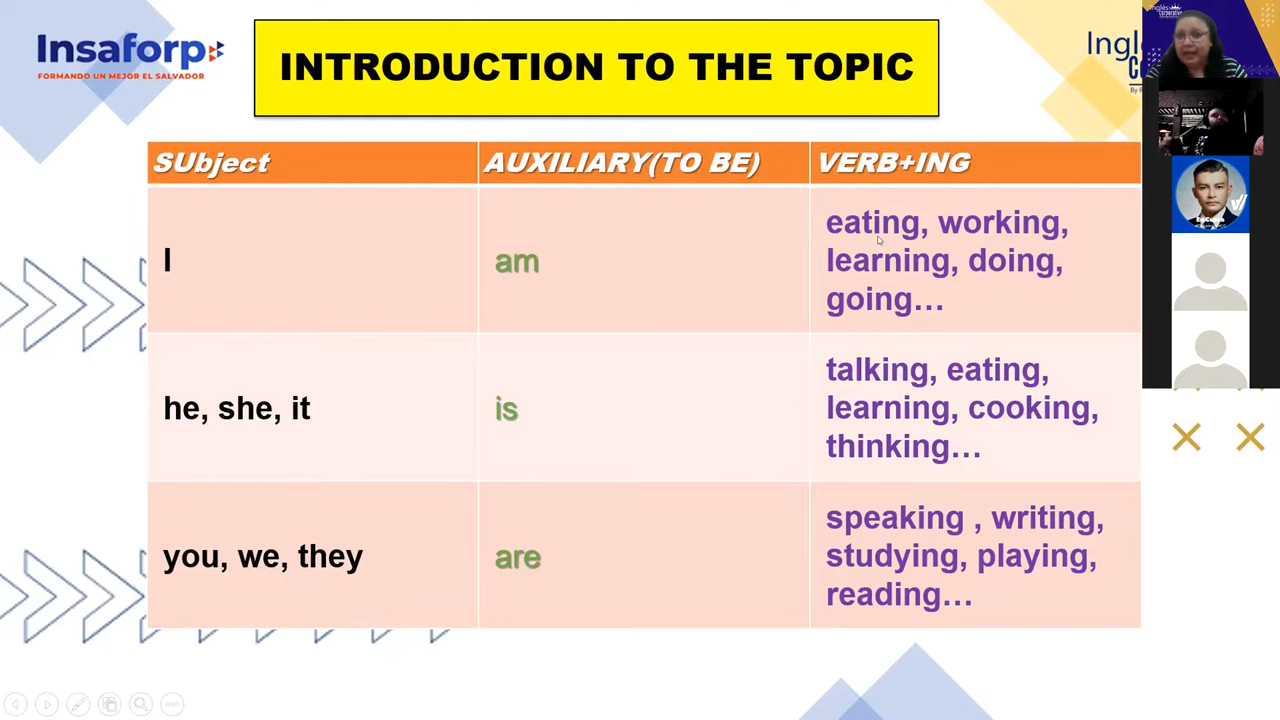 Insaforp
FORMANDO UN MEJOR EL SALVADOR
INTRODUCTION TO THE TOPIC
Inglés
SUbject
AUXILIARY(TO BE)
VERB+ING
I
am
eating, working,
learning, doing,
going...
he, she, it
is
talking, eating,
learning, cooking,
thinking...
you, we, they
are
speaking , writing,
studying, playing,
reading...